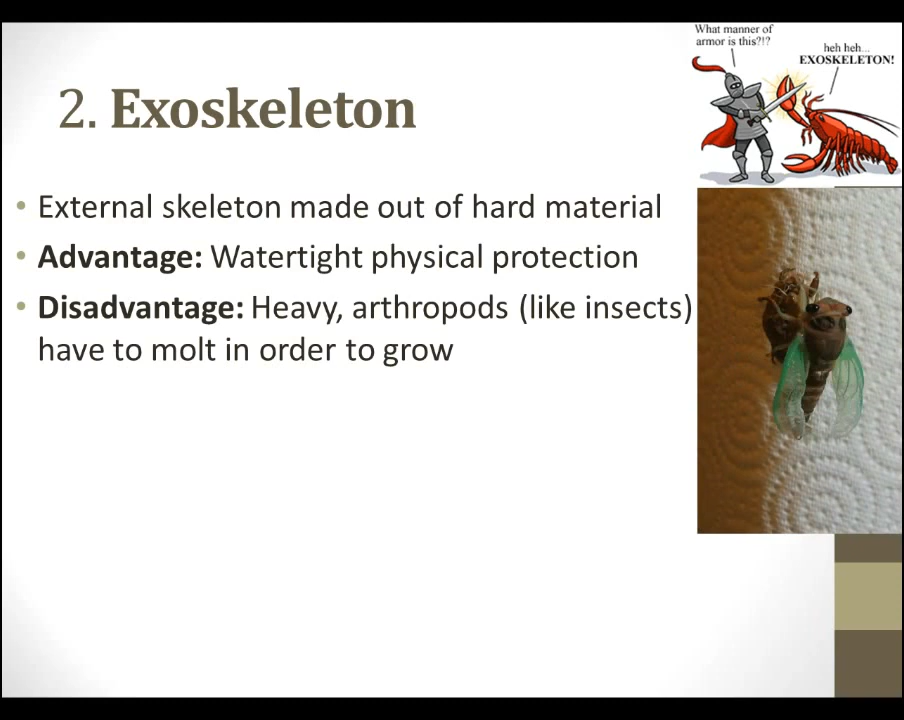 What manner of
armor is this?!?
heh heh...
EXOSKELETON!
2. Exoskeleton
• External skeleton made out of hard material
• Advantage: Watertight physical protection
• Disadvantage: Heavy, arthropods (like insects)
have to molt in order to grow